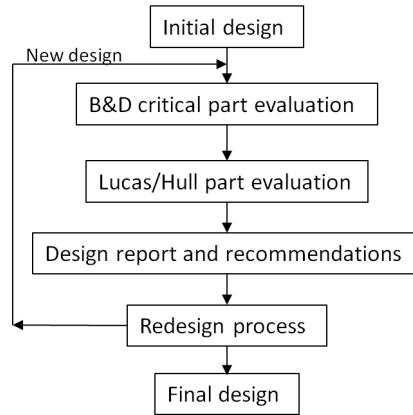 Initial design
New design
B&D critical part evaluation
Lucas/Hull part evaluation
Design report and recommendations
Redesign process
Final design